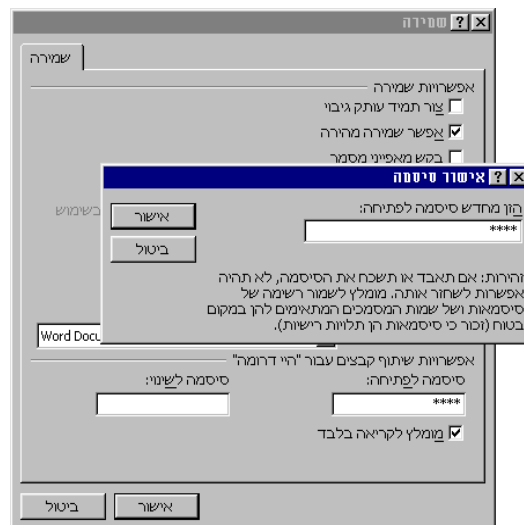 שמירה
שמירה
אפשרויות שמירה
צור תמיד עותק גיבוי
אפשר שמירה מהירה
בקש מאפייני מסמך
בשימוש
אישור סיסמה
הזן מחדש סיסמה לפתיחה:
****
אישור
ביטול
זהירות: אם תאבד או תשכח את הסיסמה, לא תהיה
אפשרות לשחזר אותה. מומלץ לשמור רשימה של
סיסמאות ושל שמות המסמכים המתאימים להן במקום
בטוח (וזכור כי סיסמאות הן תלויות רישיות).
Word Docu
אפשרויות שיתוף קבצים עבור "היי דרומה"
סיסמה לפתיחה: סיסמה לשינוי:
****
מומלץ לקריאה בלבד
אישור ביטול